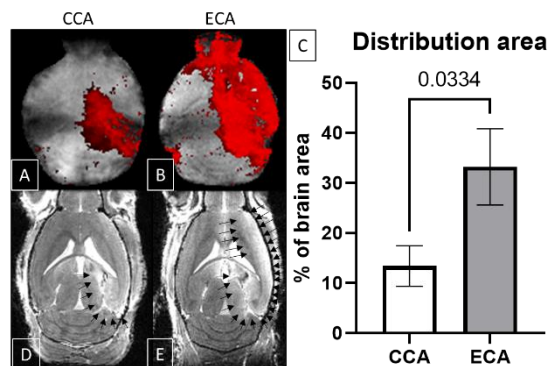 CCA
ECA
A
B
D
E
C
Distribution area
0.0334
% of brain area
50
40
30
20
10
0
CCA
ECA